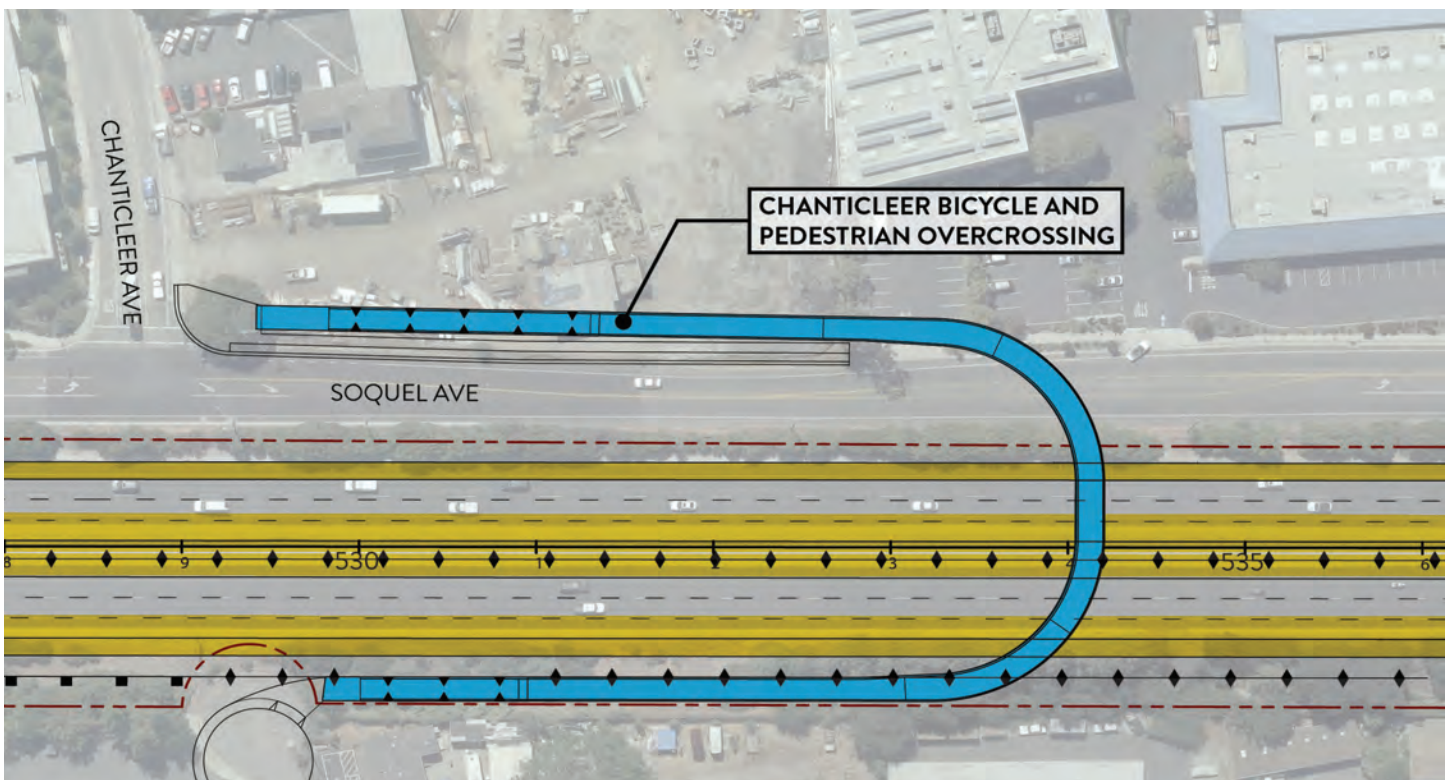 CHANTICLEER AVE
CHANTICLEER BICYCLE AND
PEDESTRIAN OVERCROSSING
SOQUEL AVE
8 9 530 1 2 3 4 535 6